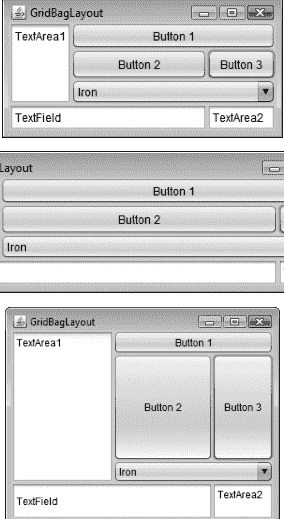 GridBagLayout
TextArea1 Button 1
Button 2 Button 3
Iron
TextField TextArea2
Layout
Button 1
Button 2
Iron
GridBagLayout
TextArea1 Button 1
Button 2 Button 3
Iron
TextField TextArea2